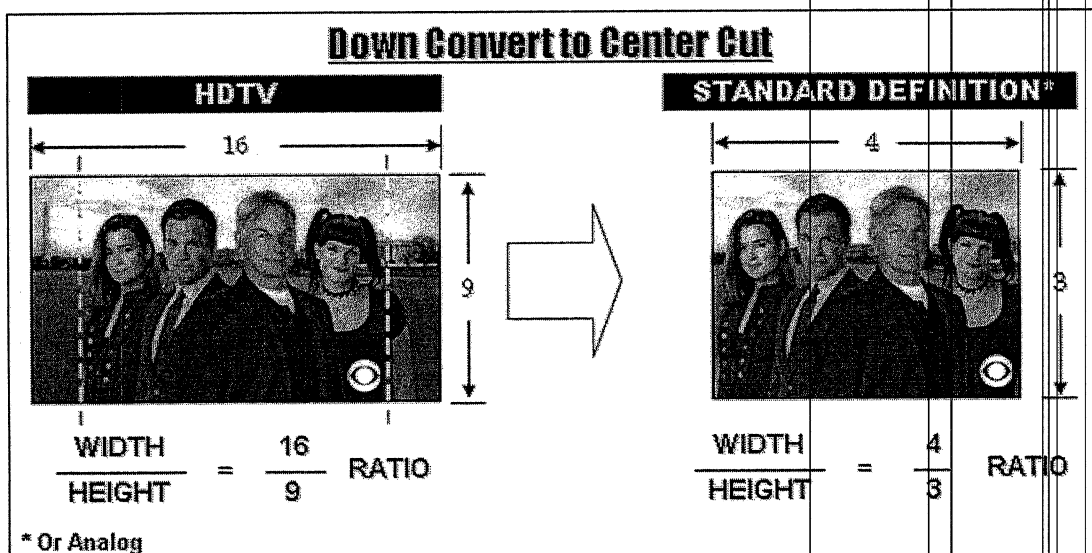 Down Convert to Center Cut
HDTV
STANDARD DEFINITION*
16
4
9
3
WIDTH
HEIGHT
=
16
9
RATIO
WIDTH
HEIGHT
=
4
3
RATIO
* Or Analog